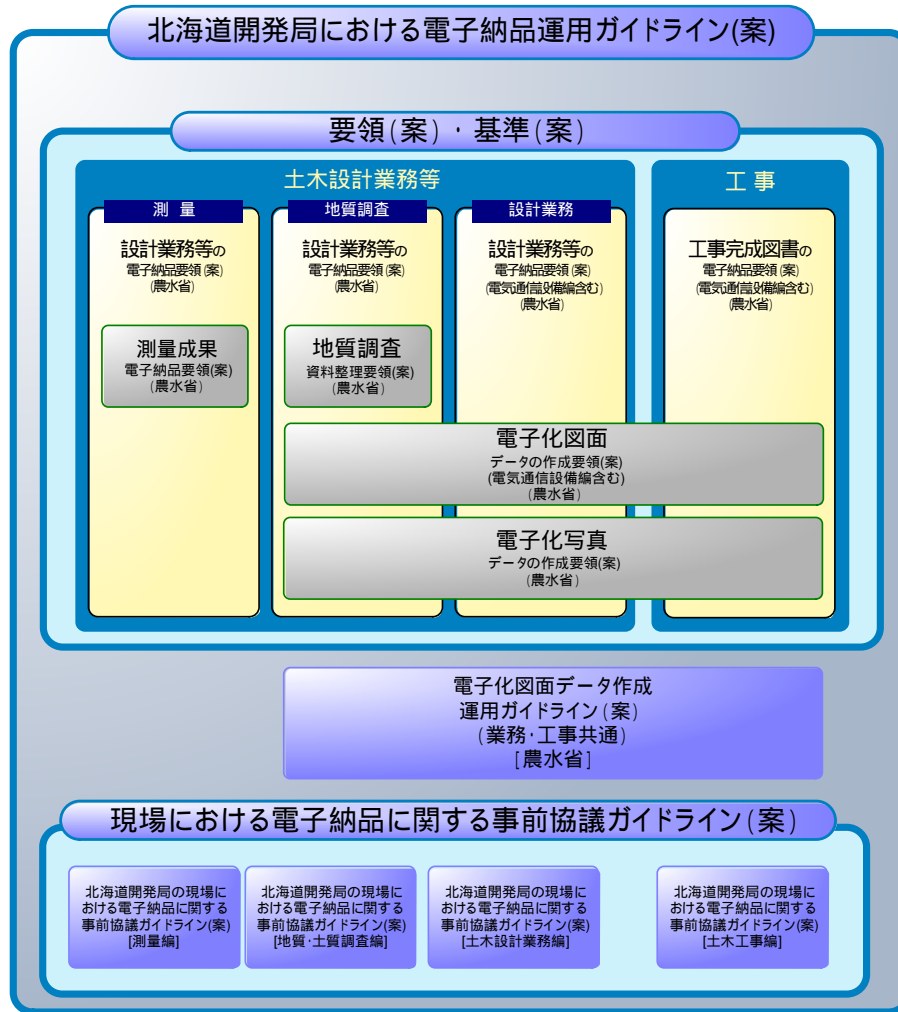 北海道開発局における電子納品運用ガイドライン(案)
要領(案)・基準(案)
土木設計業務等
工事
測 量
設計業務等の
電子納品要領(案)
(農水省)
測量成果
電子納品要領(案)
(農水省)
地質調査
設計業務等の
電子納品要領(案)
(農水省)
地質調査
資料整理要領(案)
(農水省)
設計業務
設計業務等の
電子納品要領(案)
(電気通信設備編含む)
(農水省)
工事完成図書の
電子納品要領(案)
(電気通信設備編含む)
(農水省)
電子化図面
データの作成要領(案)
(電気通信設備編含む)
(農水省)
電子化写真
データの作成要領(案)
(農水省)
電子化図面データ作成
運用ガイドライン(案)
(業務・工事共通)
[農水省]
現場における電子納品に関する事前協議ガイドライン(案)
北海道開発局の現場に
おける電子納品に関する
事前協議ガイドライン(案)
[測量編]
北海道開発局の現場に
おける電子納品に関する
事前協議ガイドライン(案)
[地質・土質調査編]
北海道開発局の現場に
おける電子納品に関する
事前協議ガイドライン(案)
[土木設計業務編]
北海道開発局の現場に
おける電子納品に関する
事前協議ガイドライン(案)
[土木工事編]